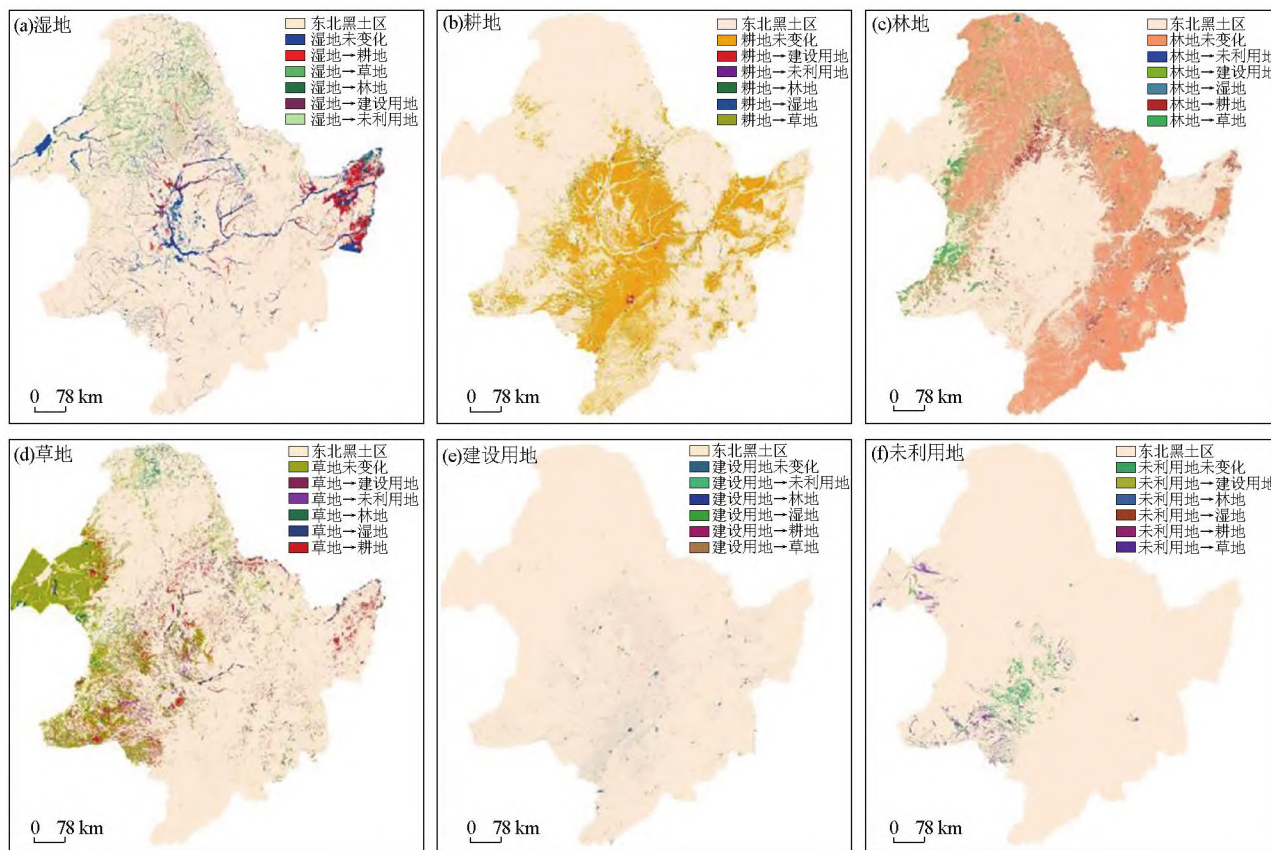 (a)湿地
东北黑土区
湿地未变化
湿地→耕地
湿地→草地
湿地→林地
湿地→建设用地
湿地→未利用地
0 78 km
(b)耕地
东北黑土区
耕地未变化
耕地→建设用地
耕地→未利用地
耕地→林地
耕地→湿地
耕地→草地
0 78 km
(c)林地
东北黑土区
林地未变化
林地→未利用地
林地→建设用地
林地→湿地
林地→耕地
林地→草地
0 78 km
(d)草地
东北黑土区
草地未变化
草地→建设用地
草地→未利用地
草地→林地
草地→湿地
草地→耕地
0 78 km
(e)建设用地
东北黑土区
建设用地未变化
建设用地→未利用地
建设用地→林地
建设用地→湿地
建设用地→耕地
建设用地→草地
0 78 km
(f)未利用地
东北黑土区
未利用地未变化
未利用地→建设用地
未利用地→林地
未利用地→湿地
未利用地→耕地
未利用地→草地
0 78 km